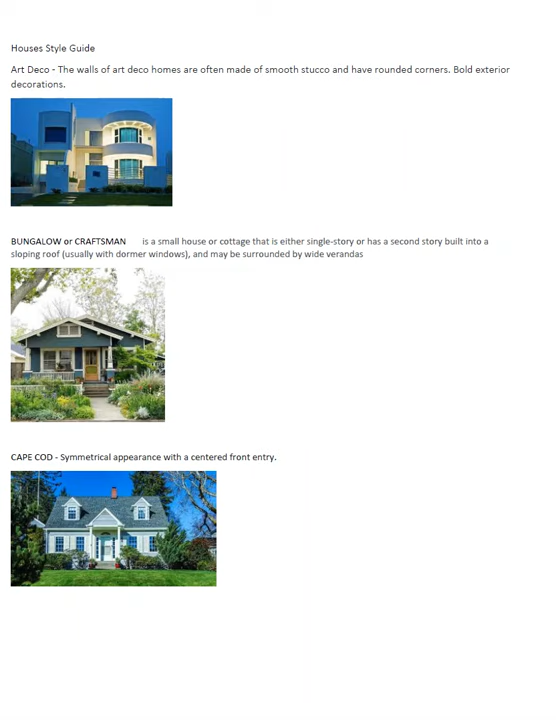 Houses Style Guide
Art Deco - The walls of art deco homes are often made of smooth stucco and have rounded corners. Bold exterior
decorations.
BUNGALOW or CRAFTSMAN is a small house or cottage that is either single-story or has a second story built into a
sloping roof (usually with dormer windows), and may be surrounded by wide verandas
CAPE COD - Symmetrical appearance with a centered front entry.